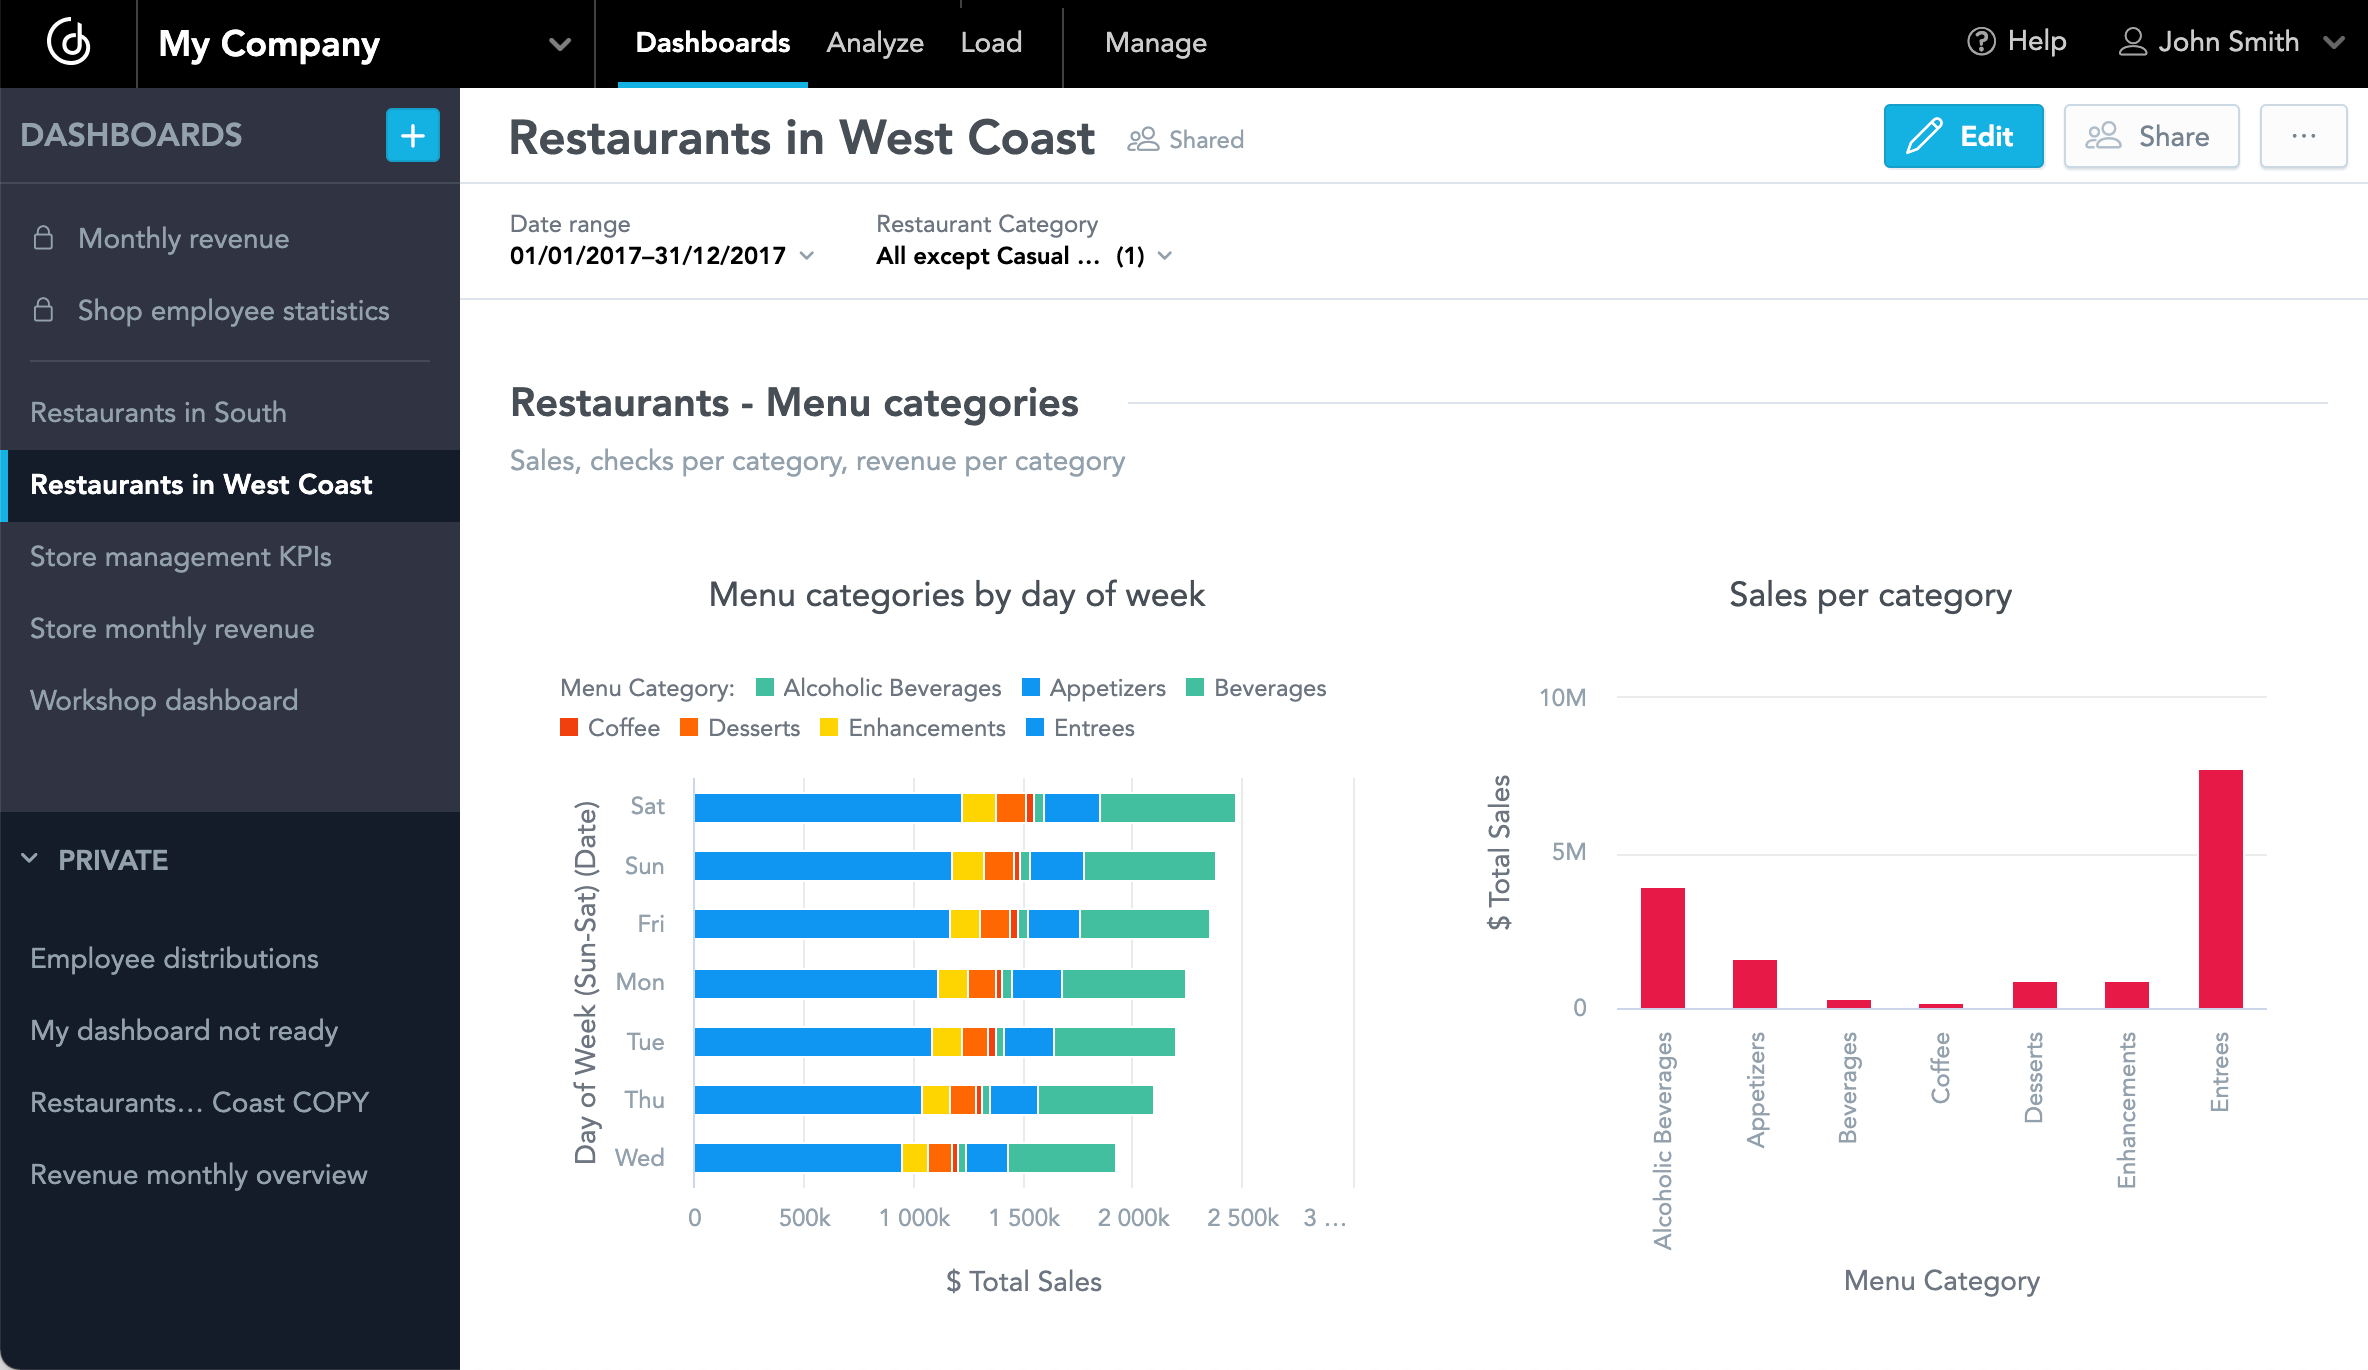 My Company
Dashboards Analyze Load Manage
Help John Smith
DASHBOARDS
Monthly revenue
Shop employee statistics
Restaurants in South
Restaurants in West Coast
Store management KPIs
Store monthly revenue
Workshop dashboard
PRIVATE
Employee distributions
My dashboard not ready
Restaurants… Coast COPY
Revenue monthly overview
Restaurants in West Coast Shared
Edit Share ...
Date range
01/01/2017–31/12/2017
Restaurant Category
All except Casual ... (1)
Restaurants - Menu categories
Sales, checks per category, revenue per category
Menu categories by day of week
Menu Category: Alcoholic Beverages Appetizers Beverages
Coffee Desserts Enhancements Entrees
Day of Week (Sun-Sat) (Date)
Sat
Sun
Fri
Mon
Tue
Thu
Wed
0 500k 1 000k 1 500k 2 000k 2 500k 3 ...
$ Total Sales
Sales per category
$ Total Sales
10M
5M
0
Alcoholic Beverages
Appetizers
Beverages
Coffee
Desserts
Enhancements
Entrees
Menu Category